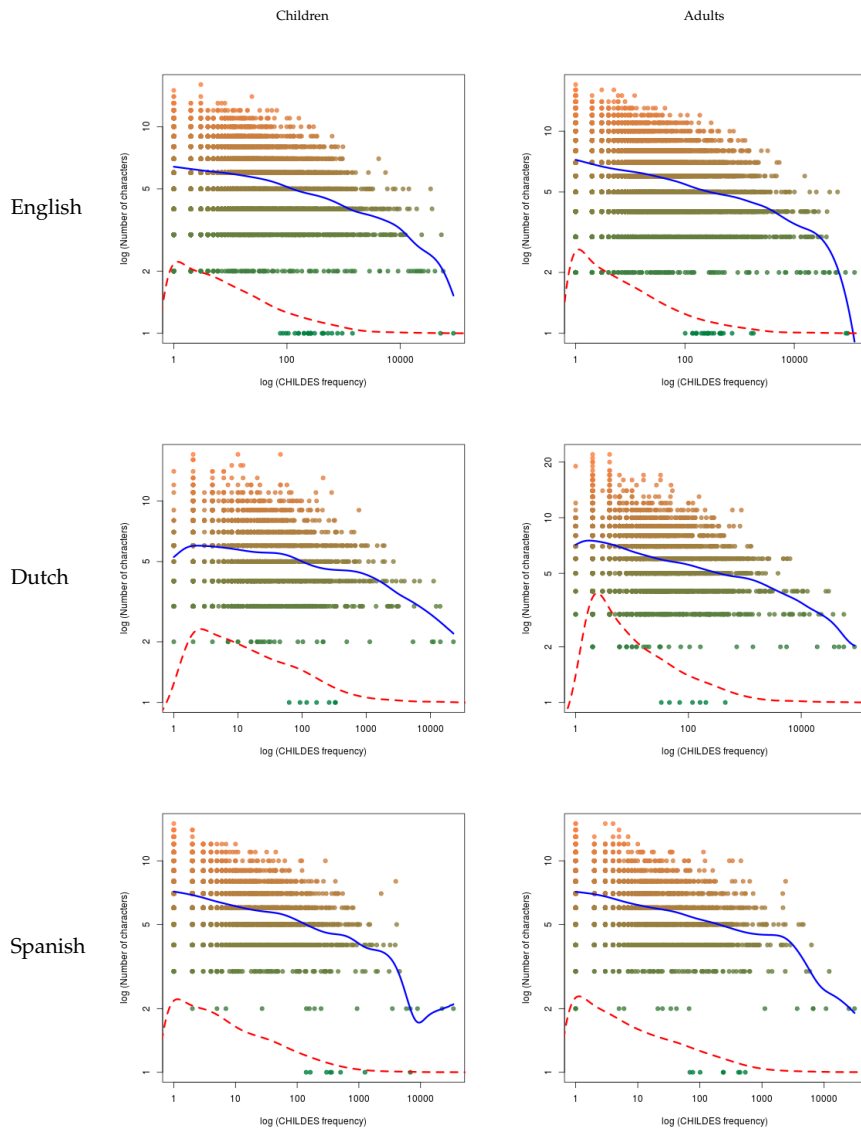 Children Adults
English
10
5
2
1
1 100 10000
log (Number of characters)
log (CHILDES frequency)
10
5
2
1
1 100 10000
log (Number of characters)
log (CHILDES frequency)
Dutch
10
5
2
1
1 10 100 1000 10000
log (Number of characters)
log (CHILDES frequency)
20
10
5
2
1
1 100 10000
log (Number of characters)
log (CHILDES frequency)
Spanish
10
5
2
1
1 10 100 1000 10000
log (Number of characters)
log (CHILDES frequency)
10
5
2
1
1 10 100 1000 10000
log (Number of characters)
log (CHILDES frequency)